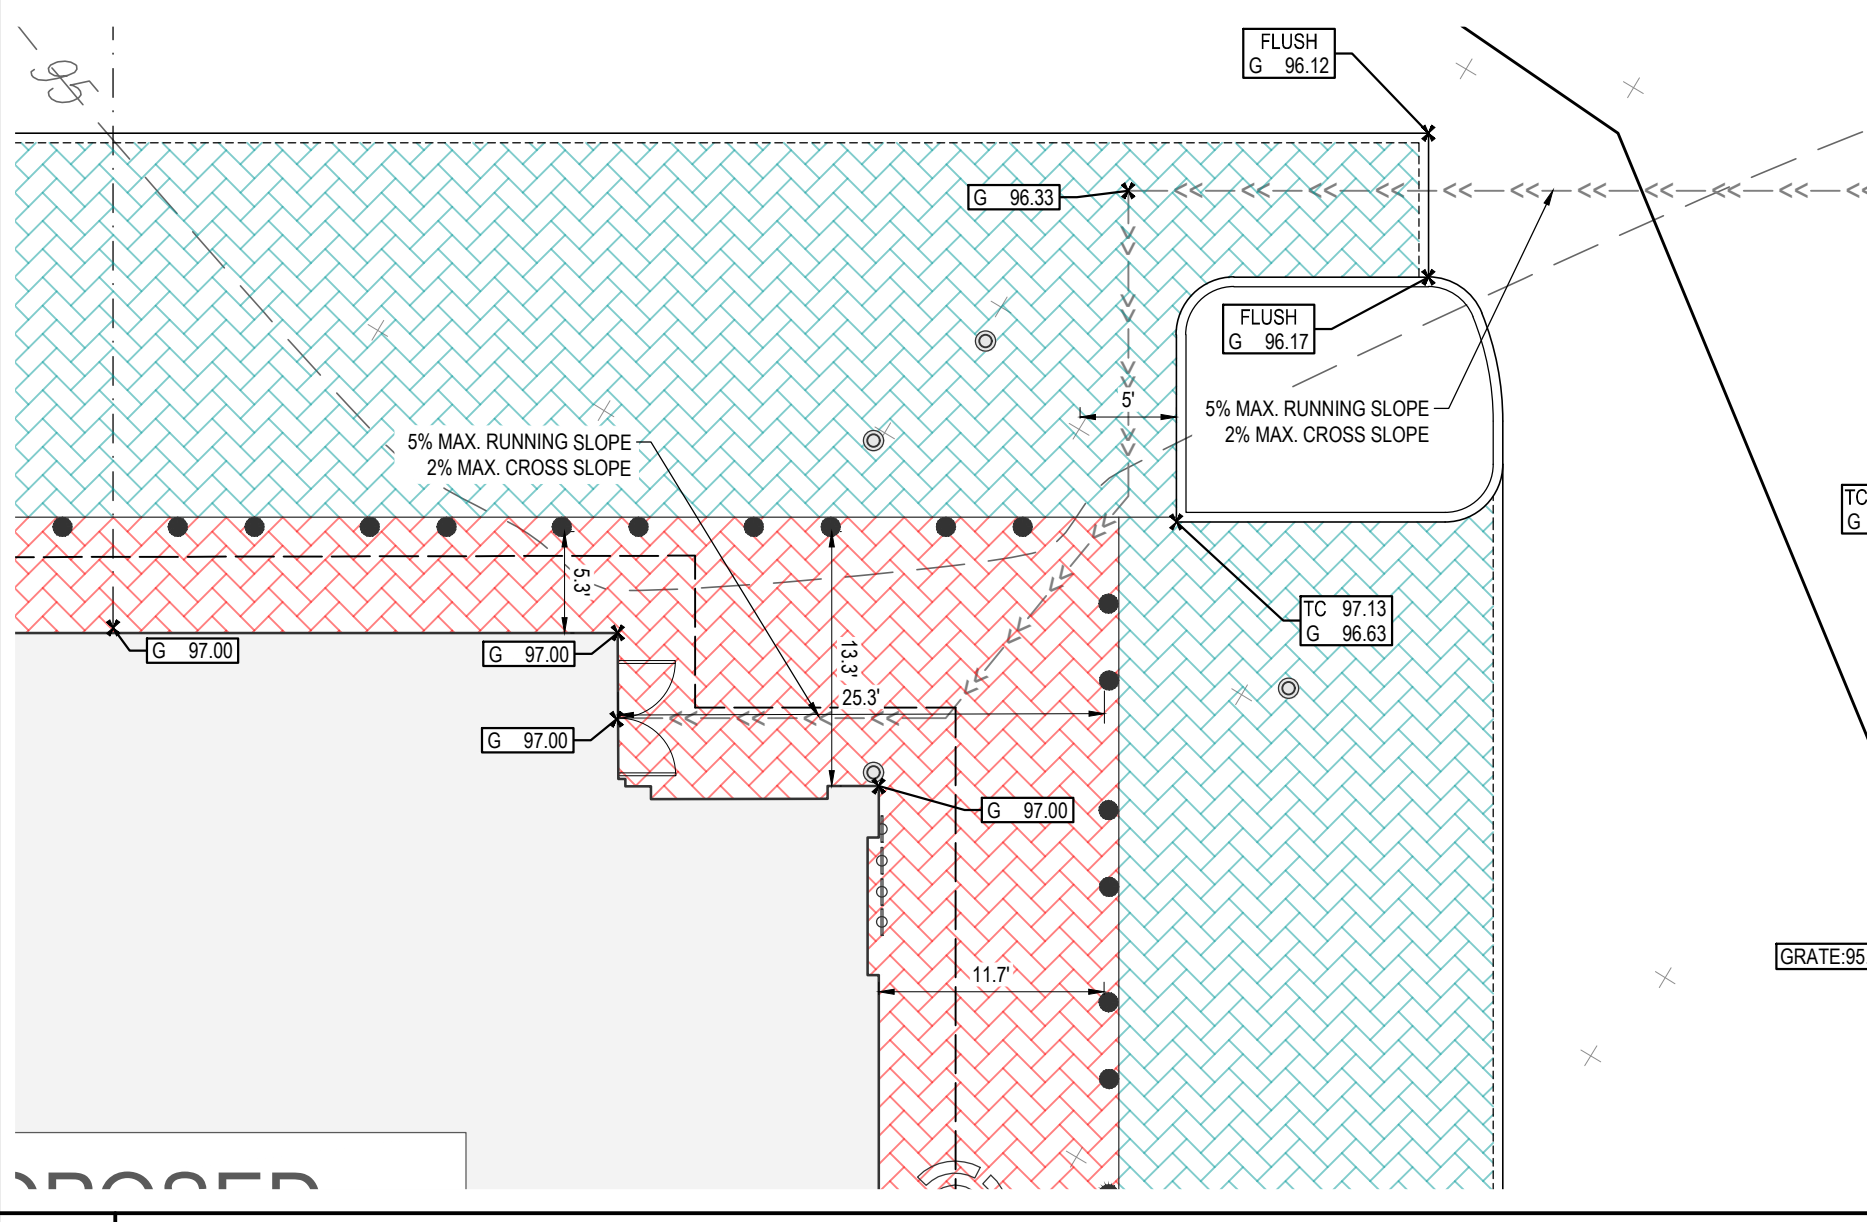 FLUSH
G 96.12
95
G 96.33
FLUSH
G 96.17
5'
5% MAX. RUNNING SLOPE
2% MAX. CROSS SLOPE
5% MAX. RUNNING SLOPE
2% MAX. CROSS SLOPE
TC
G
5.3'
TC 97.13
G 96.63
G 97.00
G 97.00
13.3'
25.3'
G 97.00
G 97.00
GRATE:95.
11.7'